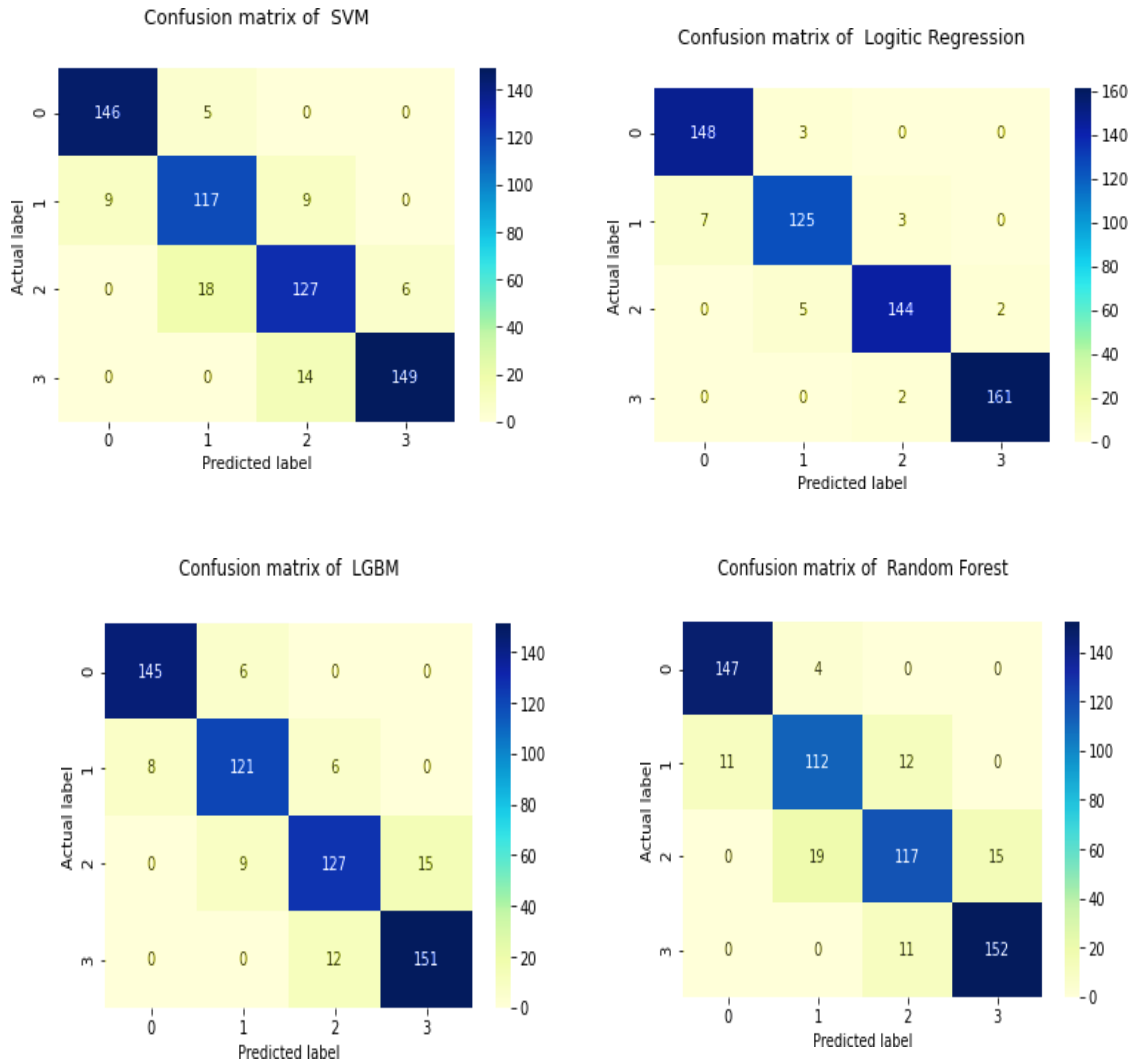 Confusion matrix of SVM
Actual label
0
146 5 0 0
1
9 117 9 0
2
0 18 127 6
3
0 0 14 149
0 1 2 3
Predicted label
140
120
100
80
60
40
20
0
Confusion matrix of Logitic Regression
Actual label
0
148 3 0 0
1
7 125 3 0
2
0 5 144 2
3
0 0 2 161
0 1 2 3
Predicted label
160
140
120
100
80
60
40
20
0
Confusion matrix of LGBM
Actual label
0
145 6 0 0
1
8 121 6 0
2
0 9 127 15
3
0 0 12 151
0 1 2 3
Predicted label
140
120
100
80
60
40
20
0
Confusion matrix of Random Forest
Actual label
0
147 4 0 0
1
11 112 12 0
2
0 19 117 15
3
0 0 11 152
0 1 2 3
Predicted label
140
120
100
80
60
40
20
0